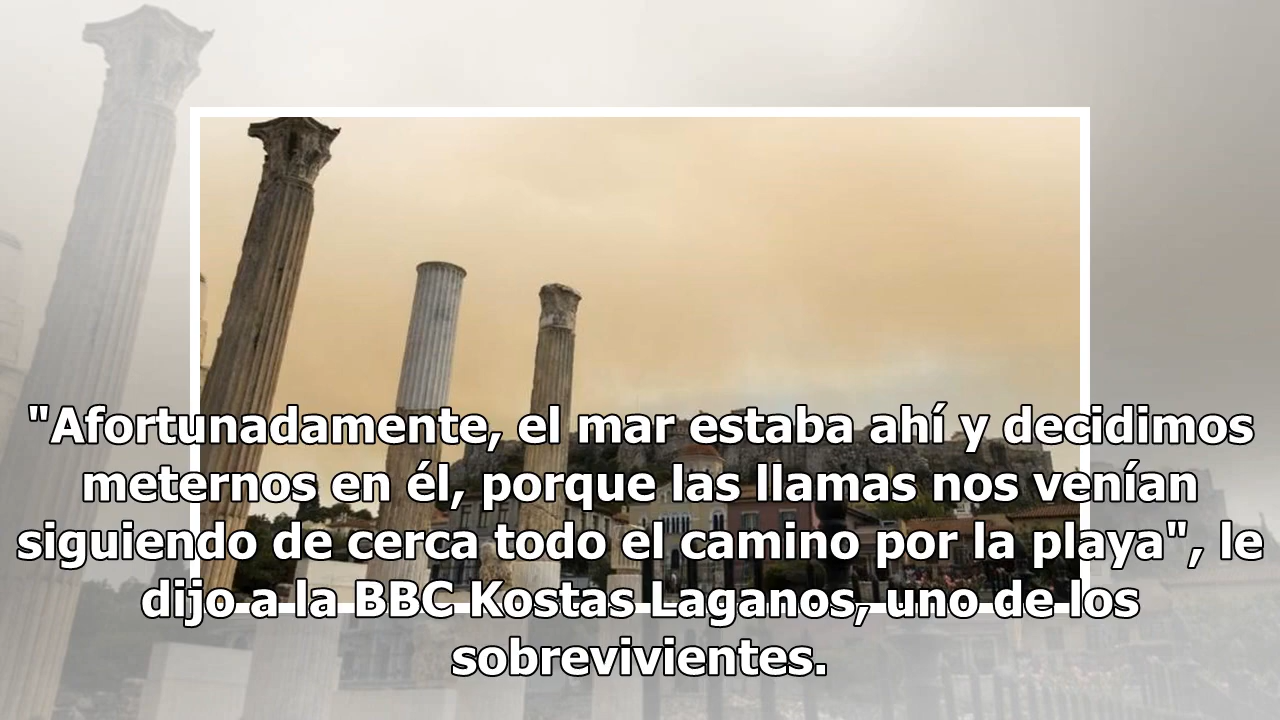 "Afortunadamente, el mar estaba ahí y decidimos
meternos en él, porque las llamas nos venían
siguiendo de cerca todo el camino por la playa", le
dijo a la BBC Kostas Laganos, uno de los
sobrevivientes.